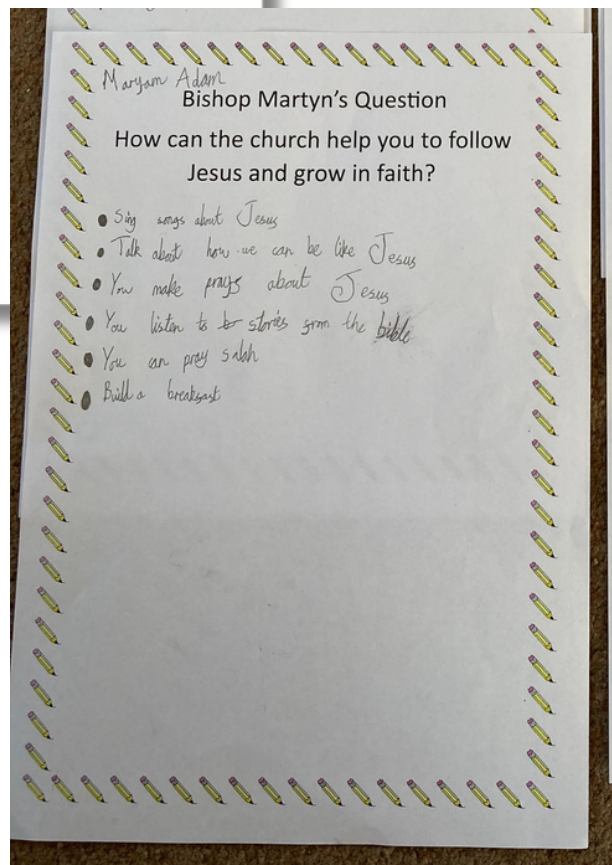 Maryam Adam
Bishop Martyn's Question
How can the church help you to follow
Jesus and grow in faith?
● Sing songs about Jesus
● Talk about how we can be like Jesus
● You make prays about Jesus
● You listen to stories from the bible
● You can pray salah
● Build a breakfast